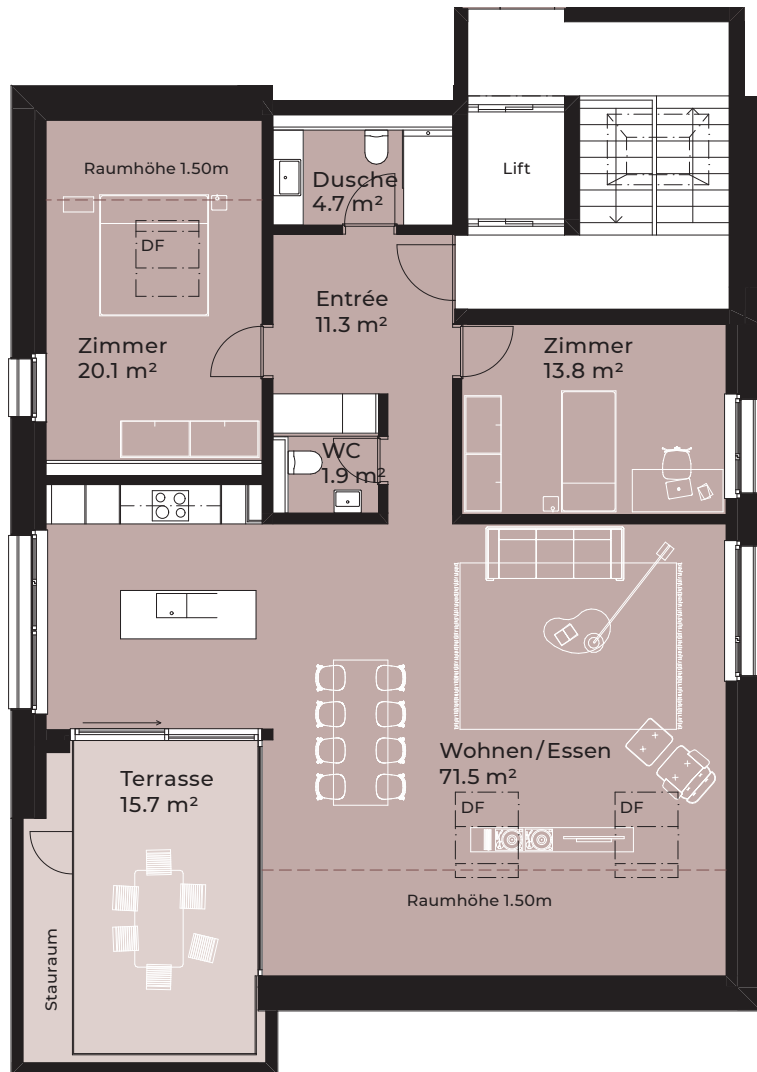 Raumhöhe 1.50m
Dusche
4.7 m²
Lift
DF
Entrée
11.3 m²
Zimmer
20.1 m²
Zimmer
13.8 m²
WC
1.9 m²
Wohnen/Essen
71.5 m²
Terrasse
15.7 m²
DF
DF
Raumhöhe 1.50m
Stauraum